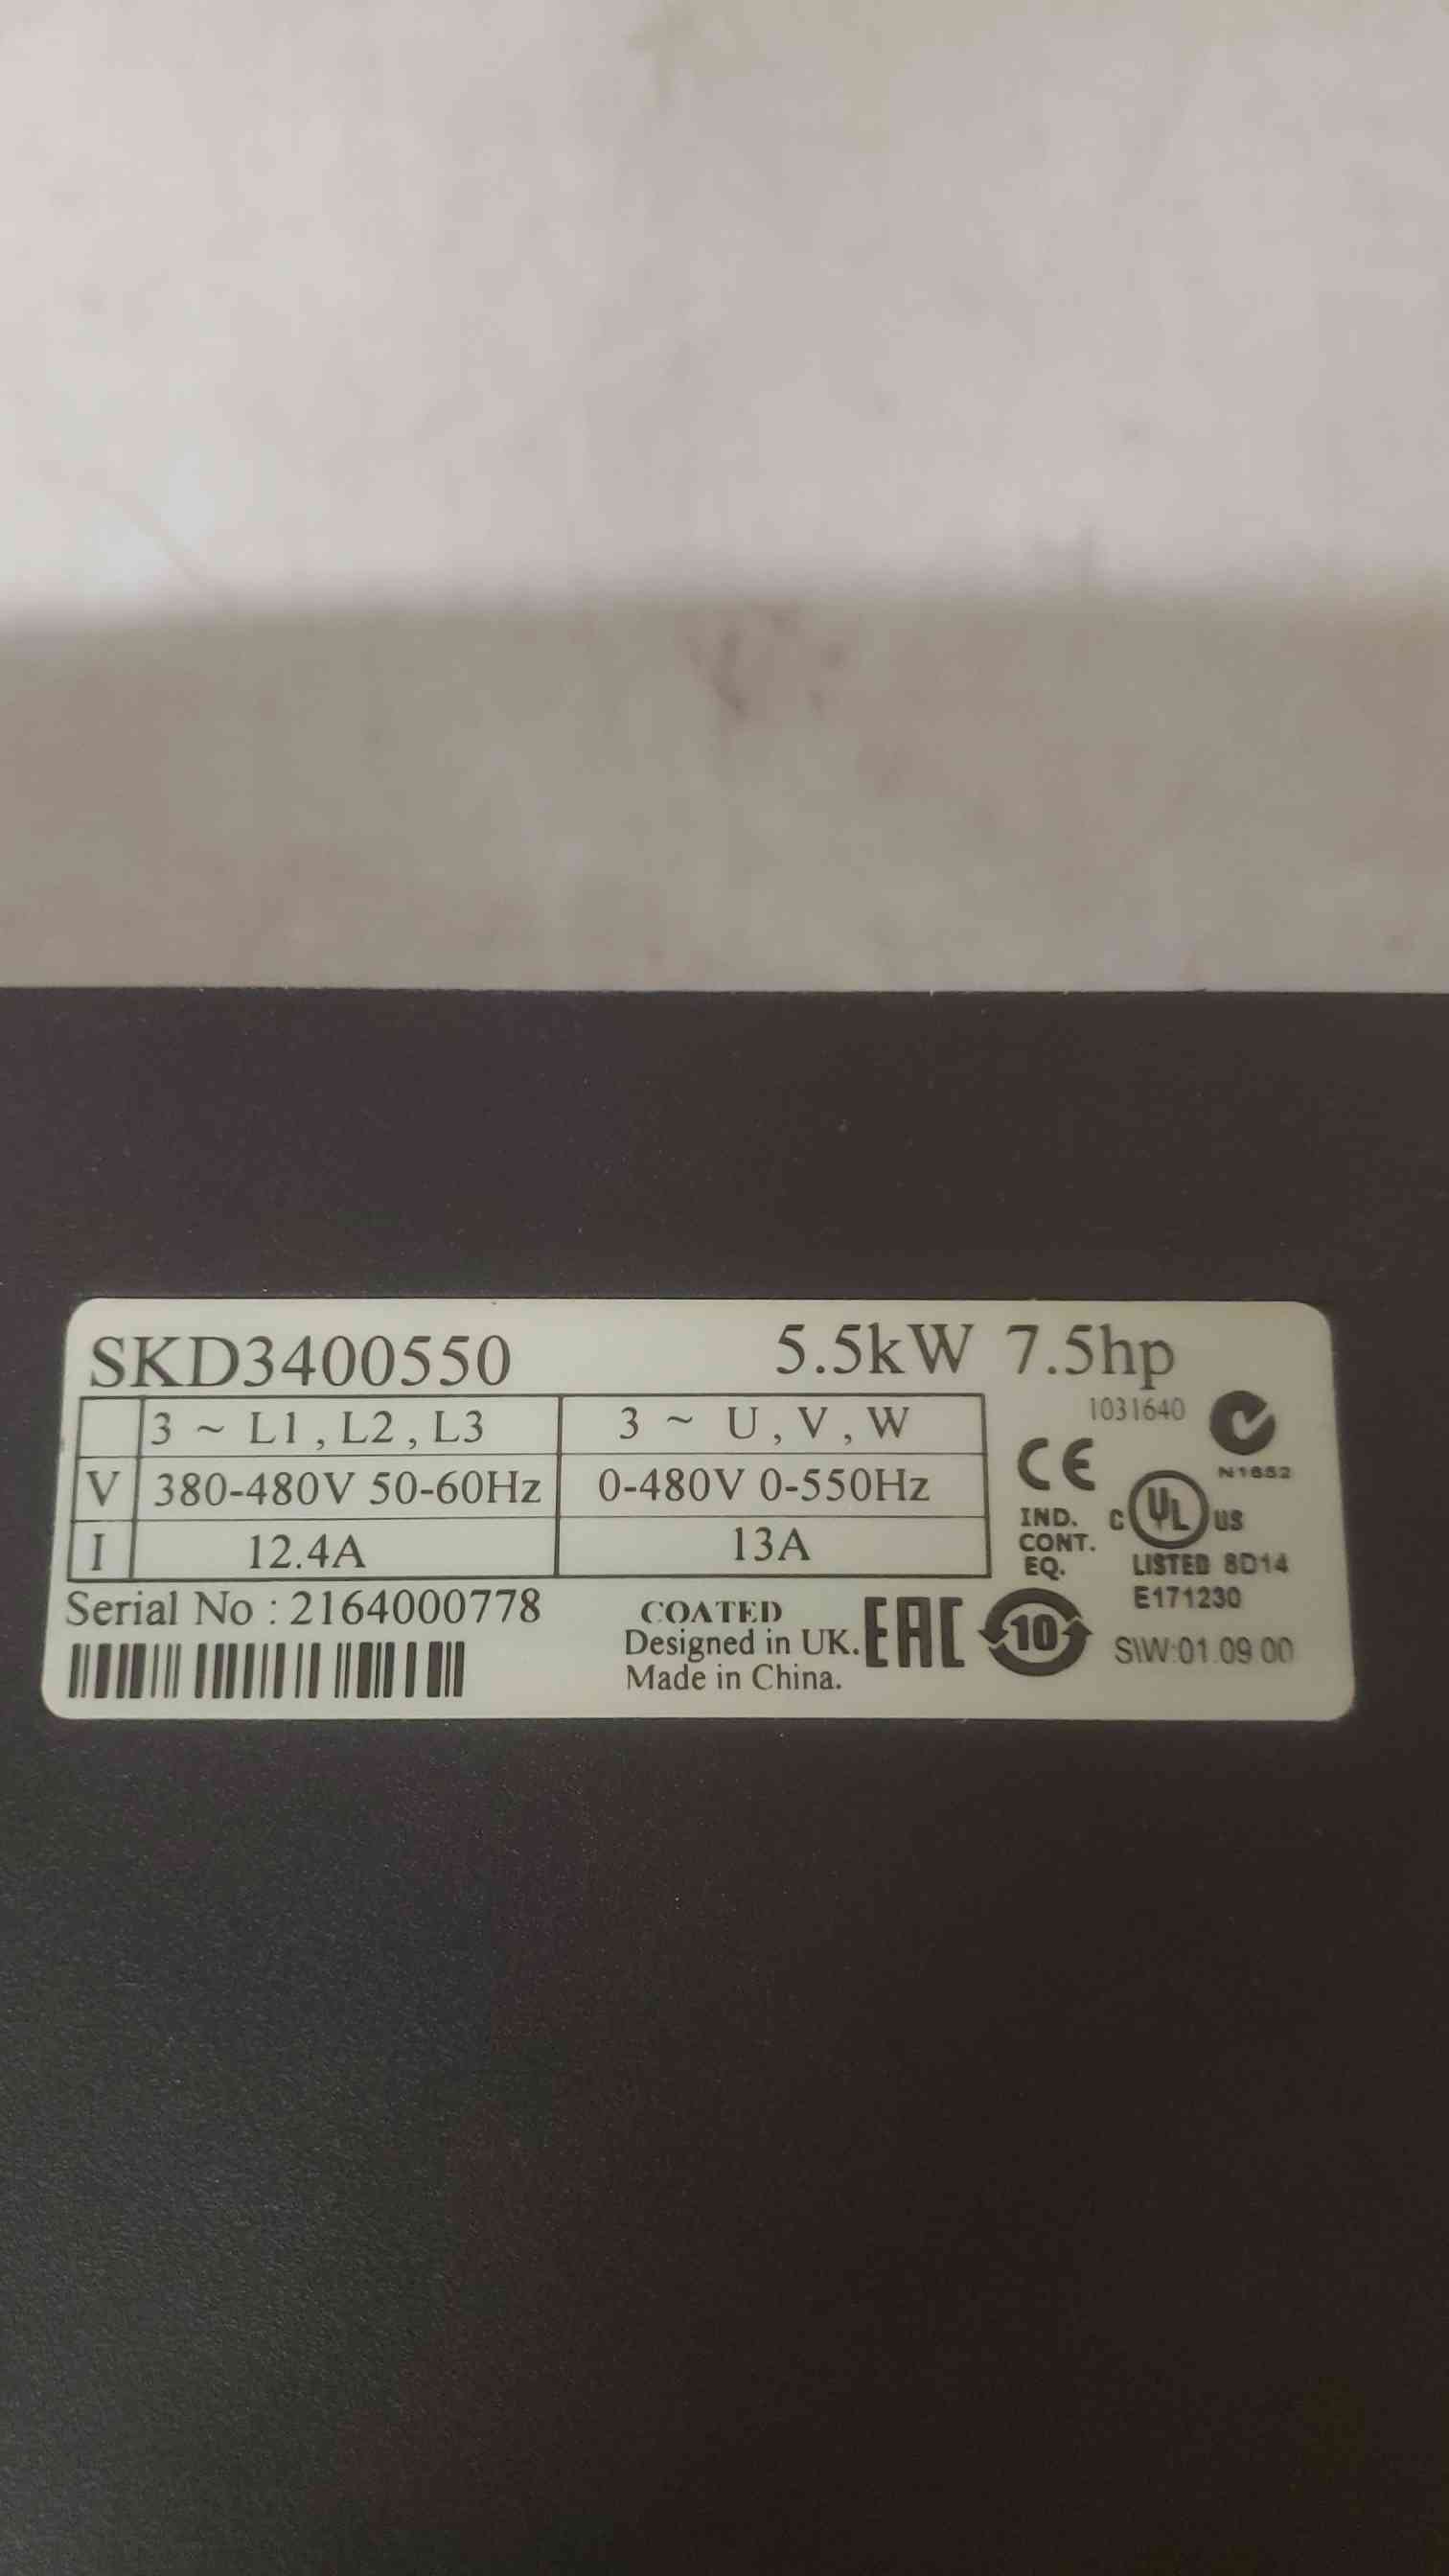 SKD3400550 5.5kW 7.5hp
1031640
3 ~ L1 , L2 , L3 3 ~ U , V , W
V 380-480V 50-60Hz 0-480V 0-550Hz
I 12.4A 13A
CE
N1652
IND.
CONT.
EQ.
C UL US
LISTED 8D14
E171230
Serial No : 2164000778
COATED
Designed in UK.
Made in China.
EAC
10
S\W:01.09.00